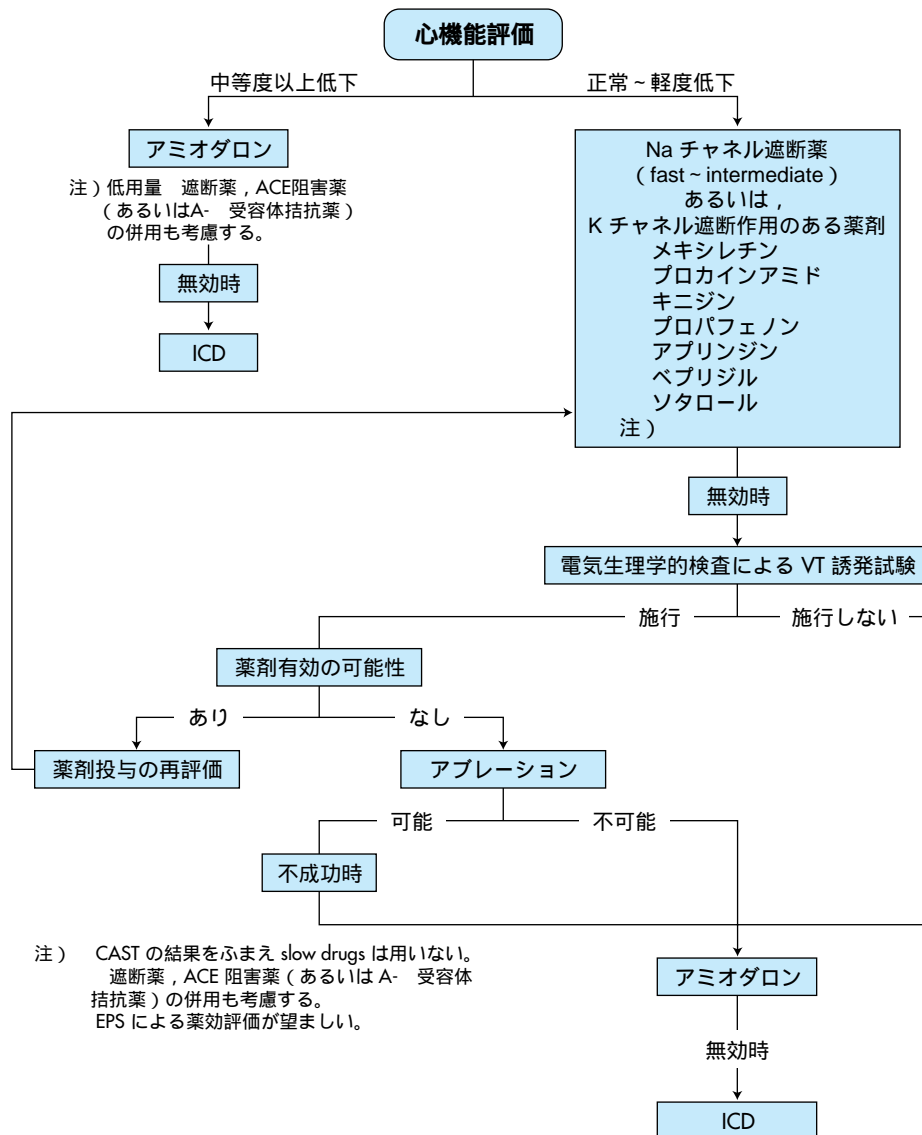 心機能評価
中等度以上低下
正常~軽度低下
アミオダロン
注)低用量　遮断薬,ACE阻害薬
(あるいはA-　受容体拮抗薬)
の併用も考慮する。
無効時
ICD
Na チャネル遮断薬
(fast ~ intermediate)
あるいは,
K チャネル遮断作用のある薬剤
メキシレチン
プロカインアミド
キニジン
プロパフェノン
アプリンジン
ベプリジル
ソタロール
注)
無効時
電気生理学的検査による VT 誘発試験
施行
施行しない
薬剤有効の可能性
あり
なし
薬剤投与の再評価
アブレーション
可能
不可能
不成功時
注)　CAST の結果をふまえ slow drugs は用いない。
遮断薬,ACE 阻害薬(あるいは A-　受容体
拮抗薬)の併用も考慮する。
EPS による薬効評価が望ましい。
アミオダロン
無効時
ICD